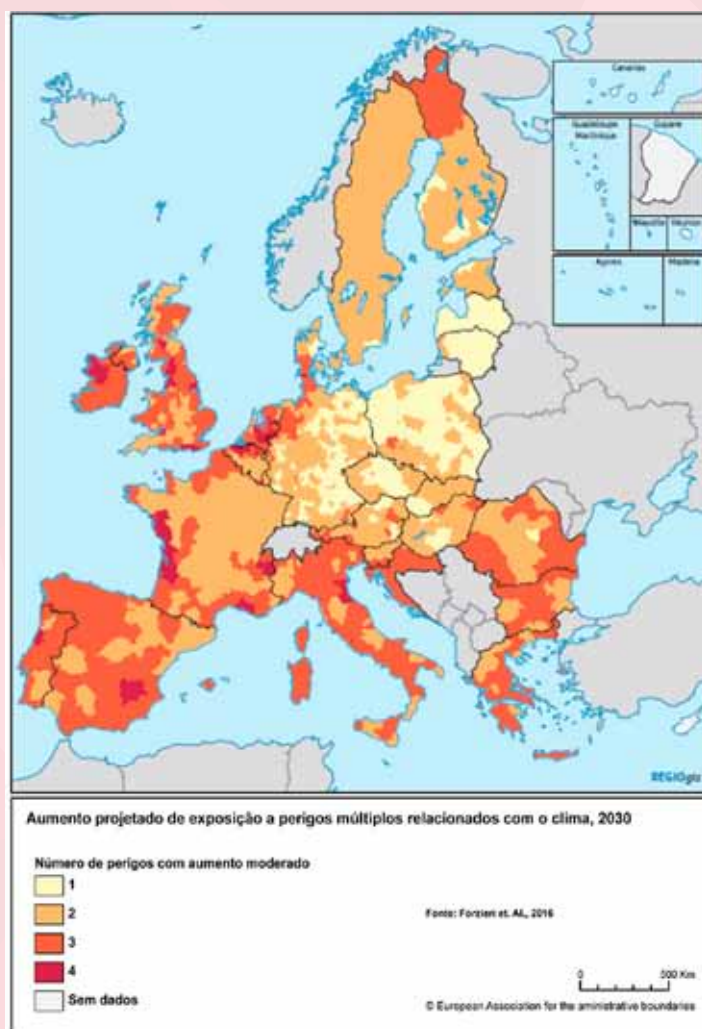 Canarias
Guadeloupe
Martinique
Guyane
Mayotte
Réunion
Açores
Madeira
REGIOgis
Aumento projetado de exposição a perigos múltiplos relacionados com o clima, 2030
Número de perigos com aumento moderado
1
2
3
4
Sem dados
Fonte: Forzieri et. Al., 2016
0
500 Km
© European Association for the aministrative boundaries